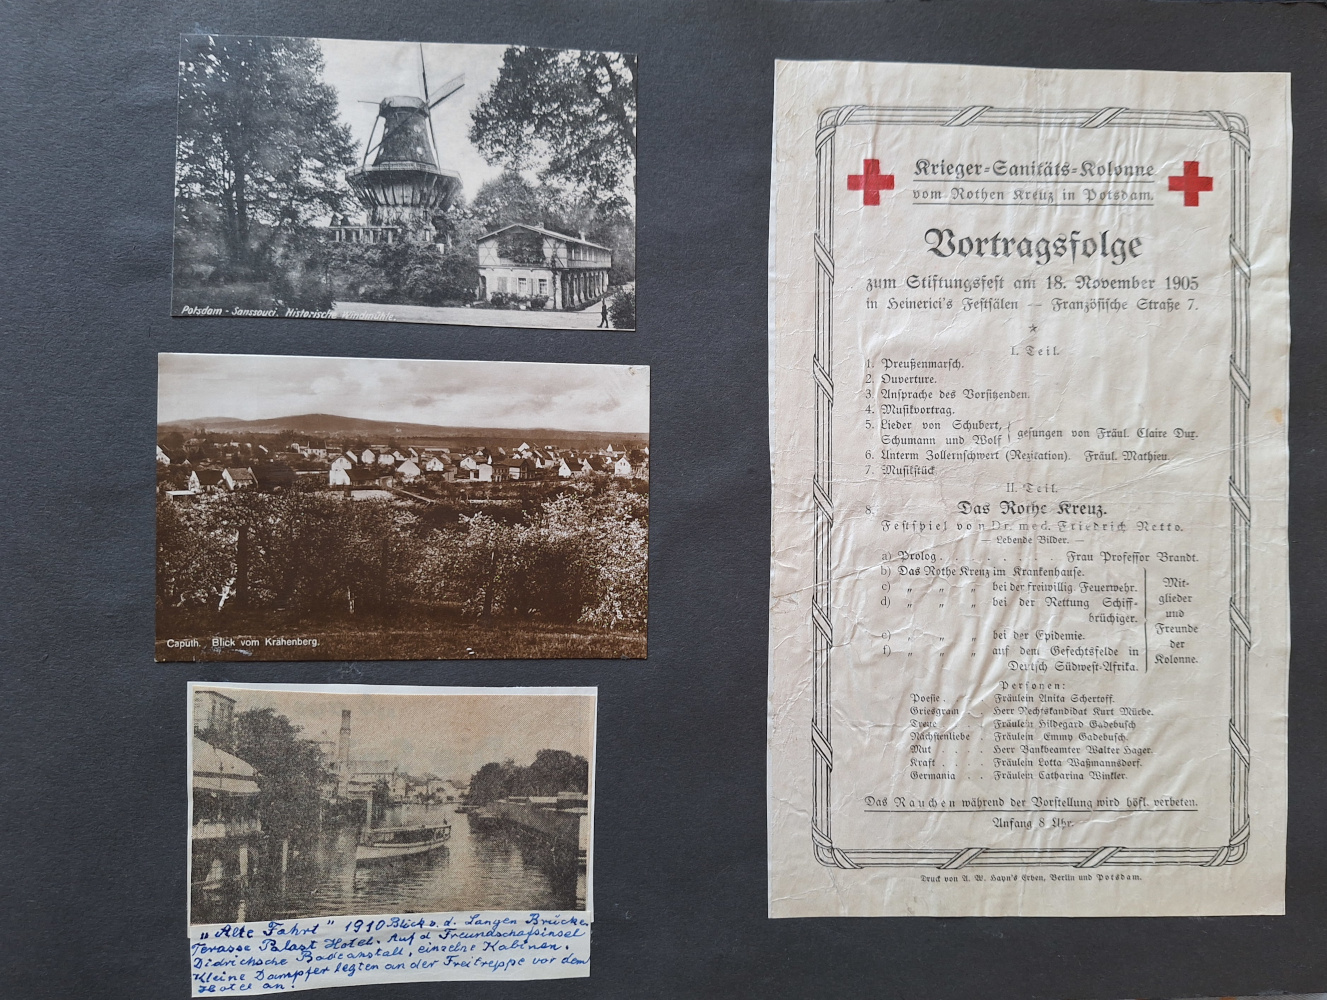 Potsdam - Sanssouci. Historische Windmühle.
Caputh. Blick vom Krähenberg.
„Alte Fahrt" 1910 Blick v. d. Langen Brücke
Terasse Palast Hotel. Auf d Freundschafsinsel
Didrichsche Badeanstalt, einzelne Kabinen.
Kleine Dampfer legten an der Freitreppe vor dem
Hotel an!
Krieger-Sanitäts-Kolonne
vom Rothen Kreuz in Potsdam.
Vortragsfolge
zum Stiftungsfest am 18. November 1905
in Heinerici's Festsälen — Französische Straße 7.
I. Teil.
1. Preußenmarsch.
2. Ouverture.
3. Ansprache des Vorsitzenden.
4. Musikvortrag.
5. Lieder von Schubert,
Schumann und Wolf gesungen von Fräul. Claire Dux.
6. Unterm Zollernschwert (Rezitation). Fräul. Mathieu.
7. Musikstück
II. Teil.
8. Das Rothe Kreuz.
Festspiel von Dr. med. Friedrich Netto.
— Lebende Bilder. —
a) Prolog . . . . . . . . Frau Professor Brandt.
b) Das Rothe Kreuz im Krankenhause.
c) „ „ „ bei der freiwillig. Feuerwehr.
d) „ „ „ bei der Rettung Schiff-
brüchiger.
e) „ „ „ bei der Epidemie.
f) „ „ „ auf dem Gefechtsfelde in
Deutsch Südwest-Afrika.
Mit-
glieder
und
Freunde
der
Kolonne.
Personen:
Poesie . . . Fräulein Anita Schertoff.
Griesgram . Herr Rechtskandidat Kurt Mürbe.
Treue . . . Fräulein Hildegard Gadebusch
Nächstenliebe . Fräulein Emmy Gadebusch.
Mut . . . . Herr Bankbeamter Walter Hager.
Kraft . . . . Fräulein Lotta Waßmannsdorf.
Germania . . Fräulein Catharina Winkler.
Das Rauchen während der Vorstellung wird höfl. verbeten.
Anfang 8 Uhr.
Druck von A. W. Hayn's Erben, Berlin und Potsdam.